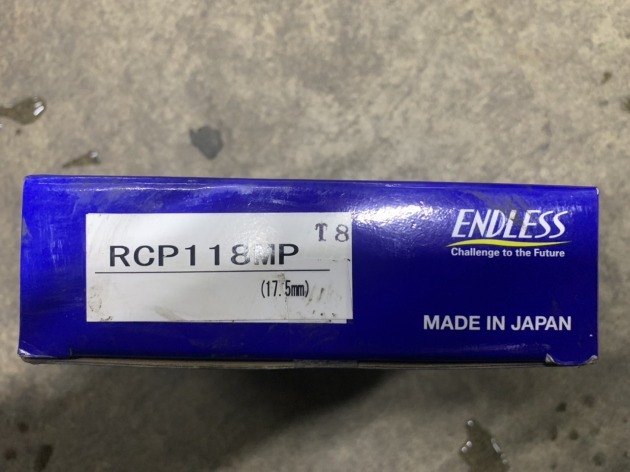 T8
RCP118MP
(17.5mm)
ENDLESS
Challenge to the Future
MADE IN JAPAN